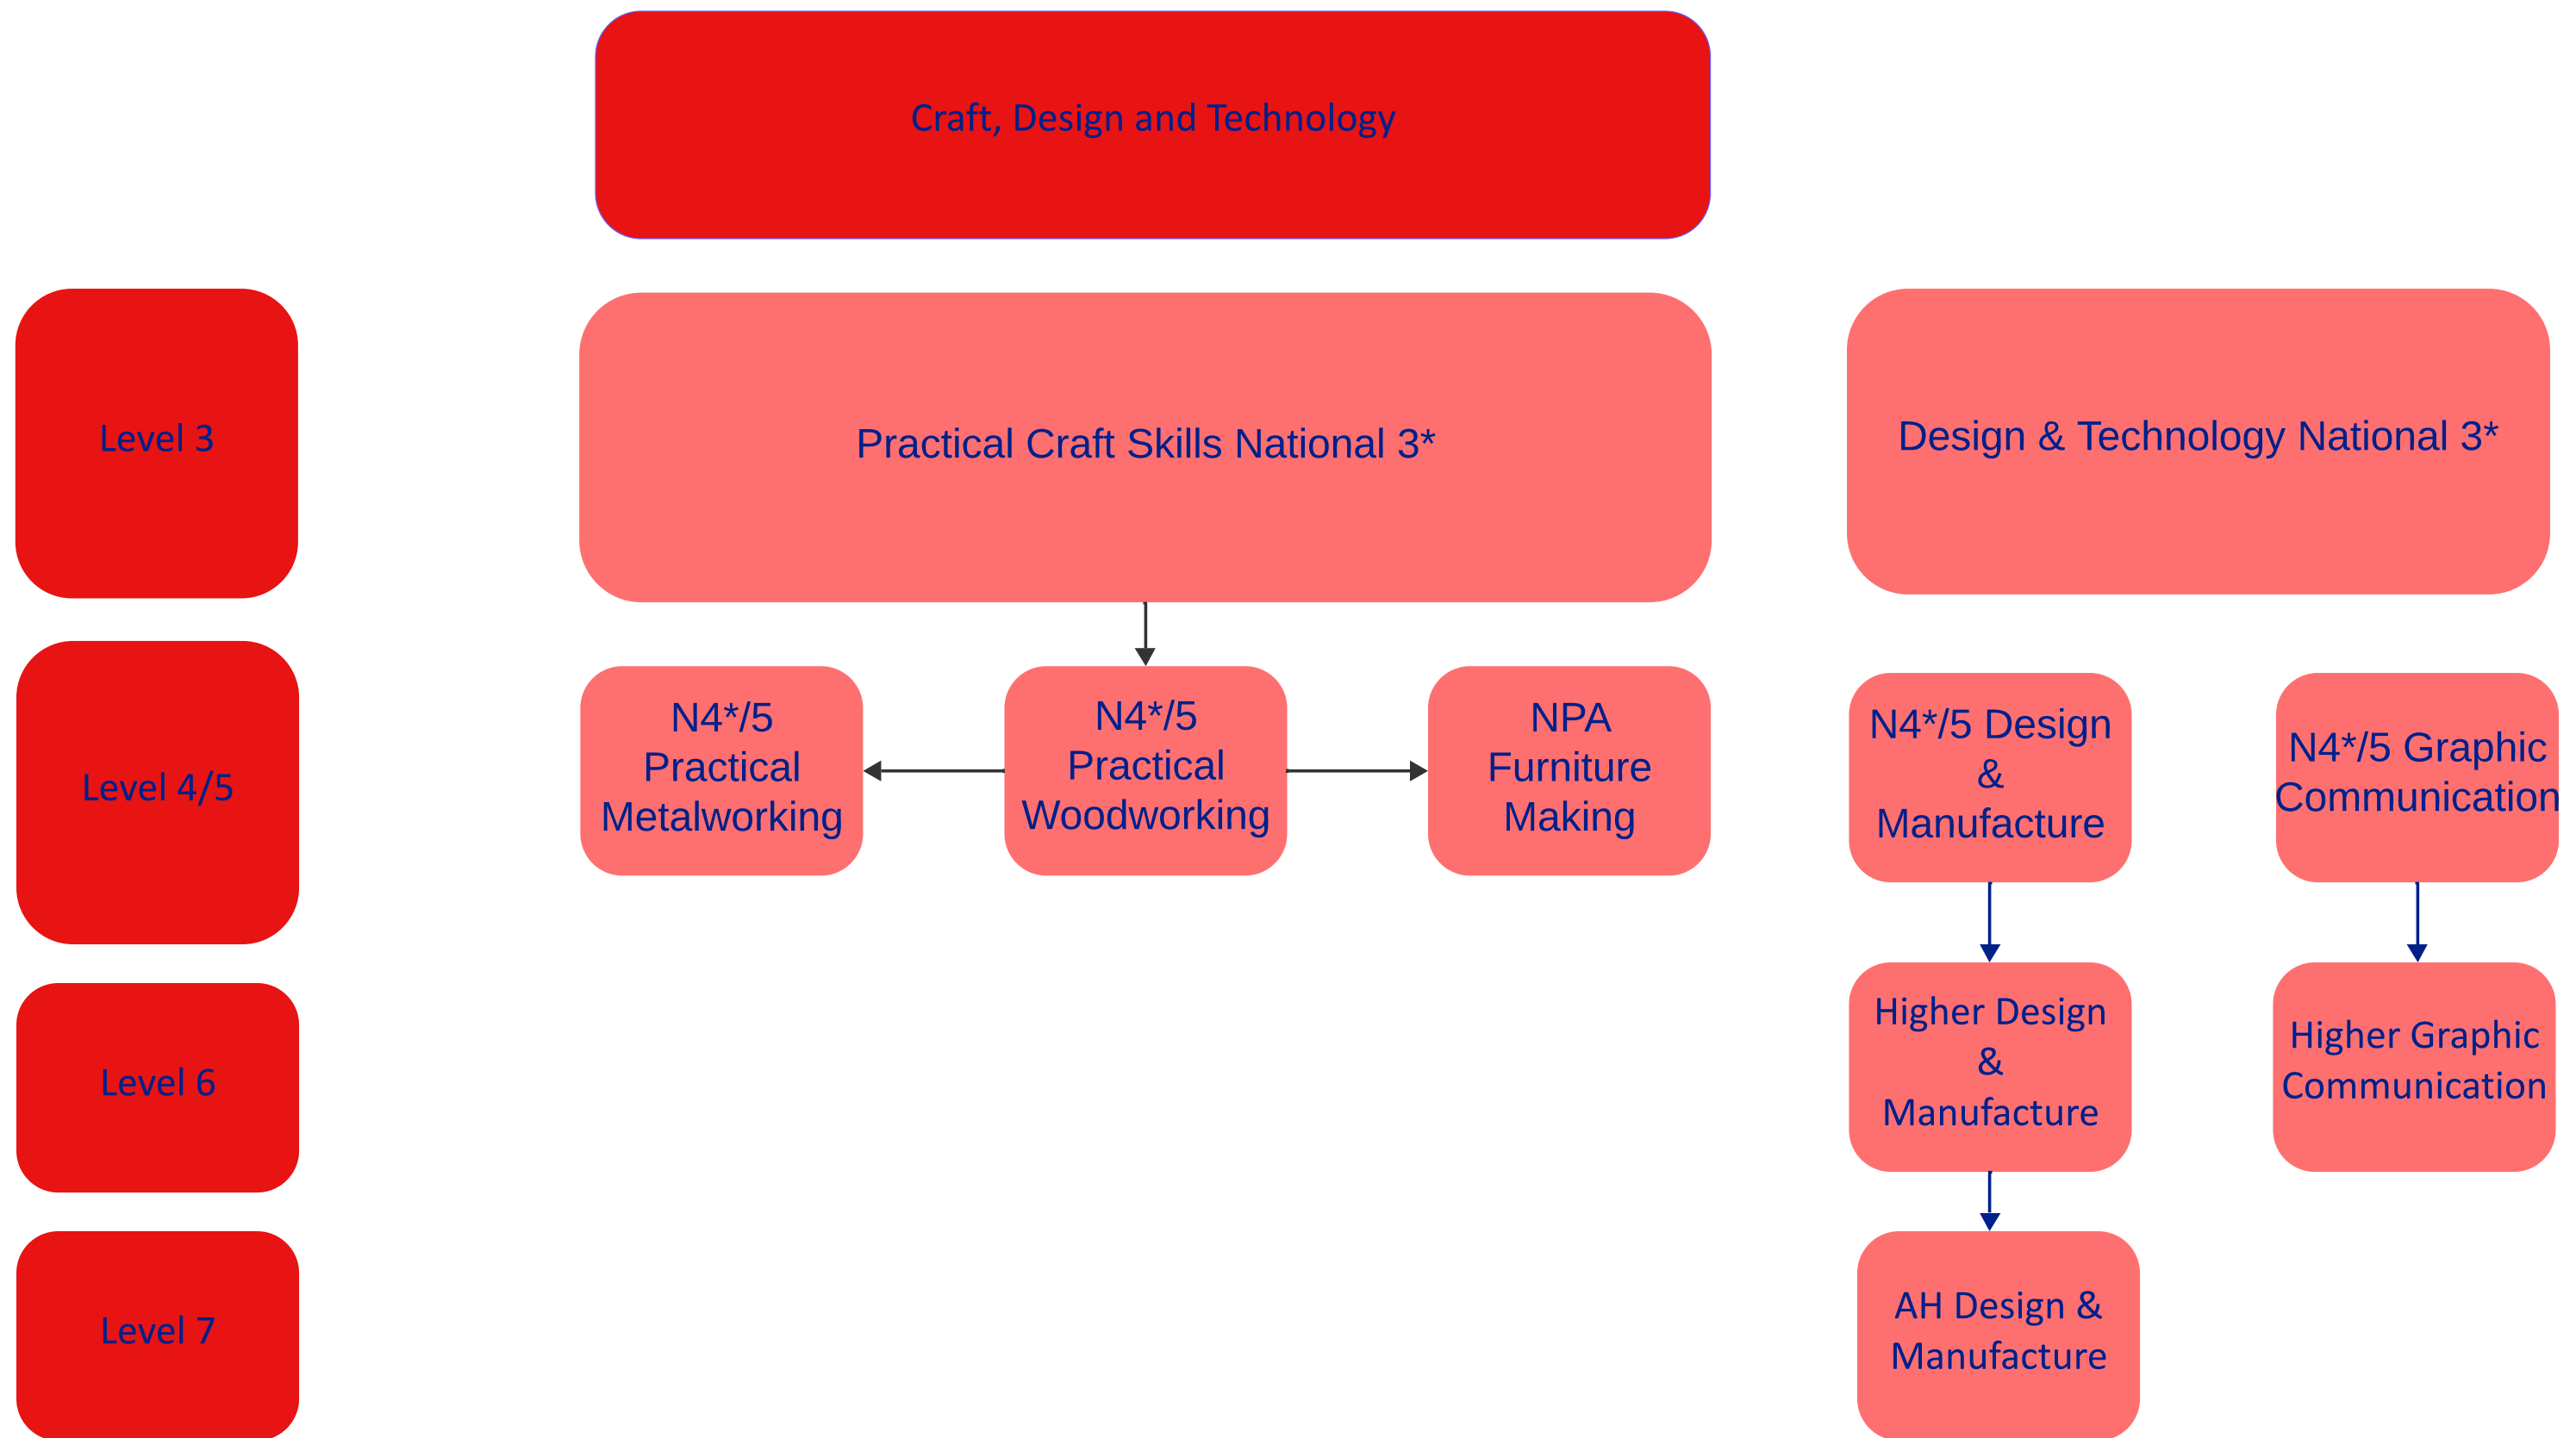 Craft, Design and Technology
Level 3
Practical Craft Skills National 3*
Design & Technology National 3*
Level 4/5
N4*/5
Practical
Metalworking
N4*/5
Practical
Woodworking
NPA
Furniture
Making
N4*/5 Design
&
Manufacture
N4*/5 Graphic
Communication
Level 6
Higher Design
&
Manufacture
Higher Graphic
Communication
Level 7
AH Design &
Manufacture